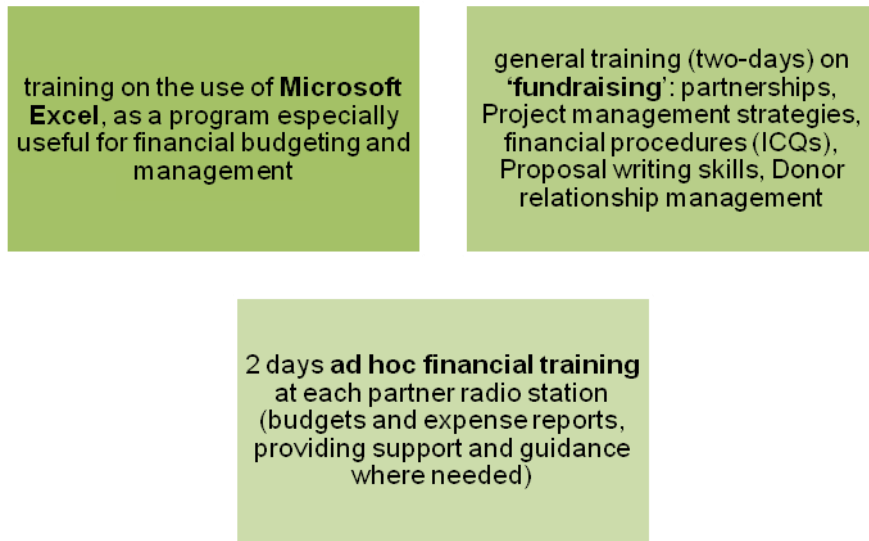 training on the use of Microsoft
Excel, as a program especially
useful for financial budgeting and
management
general training (two-days) on
‘fundraising’: partnerships,
Project management strategies,
financial procedures (ICQs),
Proposal writing skills, Donor
relationship management
2 days ad hoc financial training
at each partner radio station
(budgets and expense reports,
providing support and guidance
where needed)